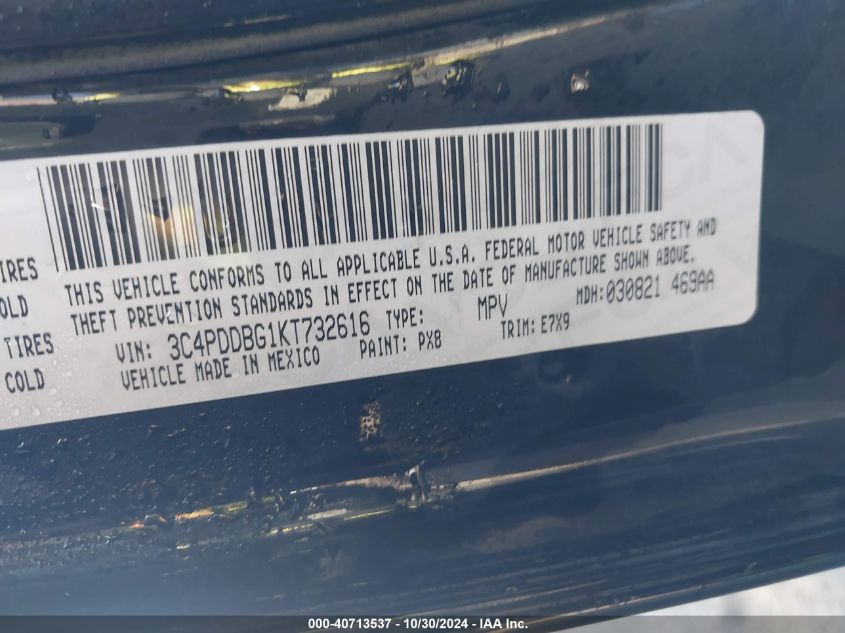 THIS VEHICLE CONFORMS TO ALL APPLICABLE U.S.A. FEDERAL MOTOR VEHICLE SAFETY AND
THEFT PREVENTION STANDARDS IN EFFECT ON THE DATE OF MANUFACTURE SHOWN ABOVE.
VIN: 3C4PDDBG1KT732616 TYPE: MPV MDH:030821 469AA
VEHICLE MADE IN MEXICO PAINT: PX8 TRIM: E7X9
IRES
OLD
TIRES
COLD
000-40713537 - 10/30/2024 - IAA Inc.